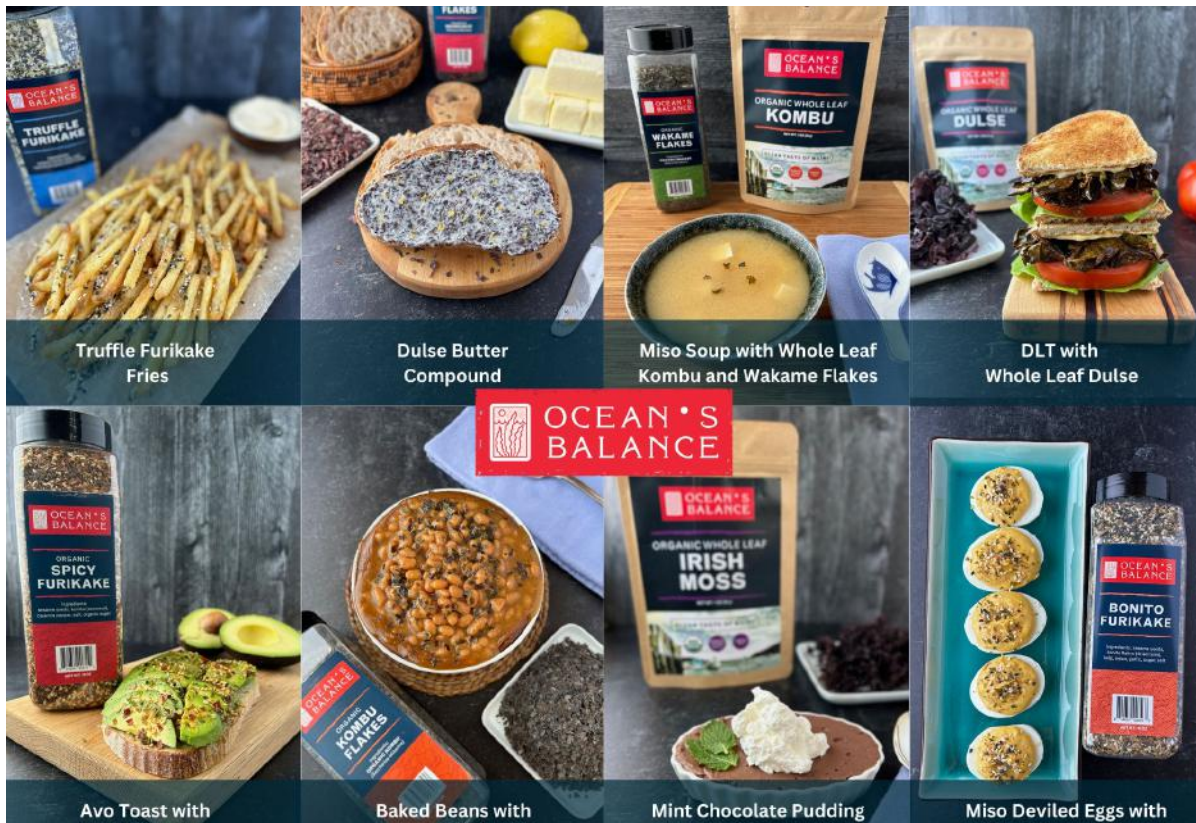 OCEAN'S
BALANCE
TRUFFLE
FURIKAKE
Truffle Furikake
Fries
FLAKES
Dulse Butter
Compound
OCEAN'S
BALANCE
ORGANIC
WAKAME
FLAKES
OCEAN'S
BALANCE
ORGANIC WHOLE LEAF
KOMBU
Miso Soup with Whole Leaf
Kombu and Wakame Flakes
OCEAN'S
BALANCE
ORGANIC WHOLE LEAF
DULSE
DLT with
Whole Leaf Dulse
OCEAN'S
BALANCE
OCEAN'S
BALANCE
ORGANIC
SPICY
FURIKAKE
Avo Toast with
OCEAN'S
BALANCE
ORGANIC
KOMBU
FLAKES
Baked Beans with
OCEAN'S
BALANCE
ORGANIC WHOLE LEAF
IRISH
MOSS
Mint Chocolate Pudding
OCEAN'S
BALANCE
BONITO
FURIKAKE
Miso Deviled Eggs with